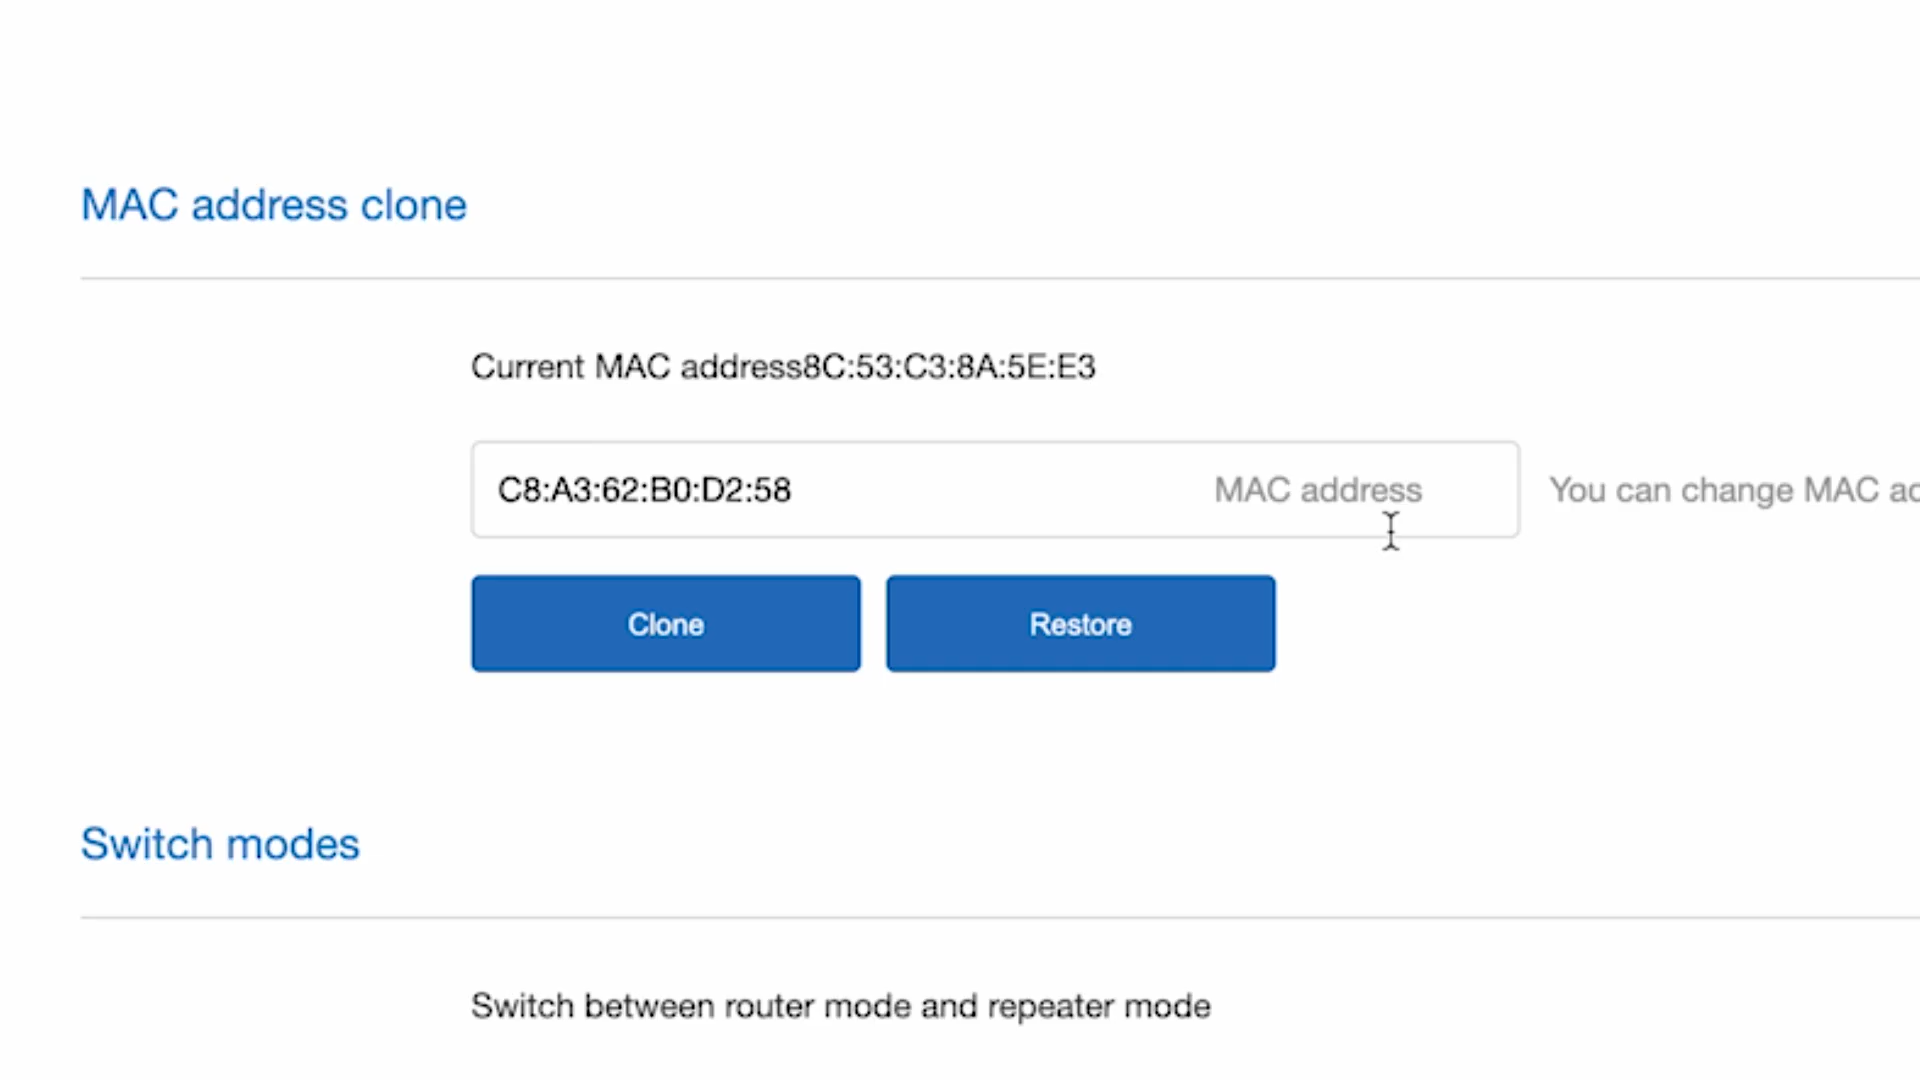 MAC address clone
Current MAC address8C:53:C3:8A:5E:E3
C8:A3:62:B0:D2:58 MAC address You can change MAC
Clone Restore
Switch modes
Switch between router mode and repeater mode